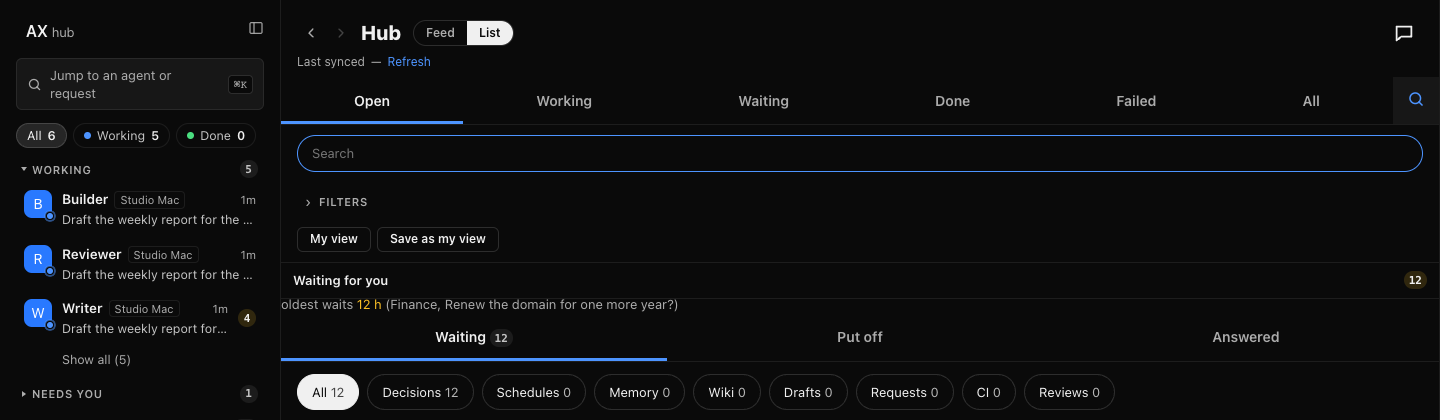 AX hub
Jump to an agent or
request
⌘K
All 6
Working 5
Done 0
WORKING 5
Builder Studio Mac 1m
B
Draft the weekly report for the ...
Reviewer Studio Mac 1m
R
Draft the weekly report for the ...
Writer Studio Mac 1m
W
Draft the weekly report for... 4
Show all (5)
NEEDS YOU 1
Hub Feed List
Last synced — Refresh
Open Working Waiting Done Failed All
Search
FILTERS
My view Save as my view
Waiting for you 12
oldest waits 12 h (Finance, Renew the domain for one more year?)
Waiting 12 Put off Answered
All 12 Decisions 12 Schedules 0 Memory 0 Wiki 0 Drafts 0 Requests 0 CI 0 Reviews 0